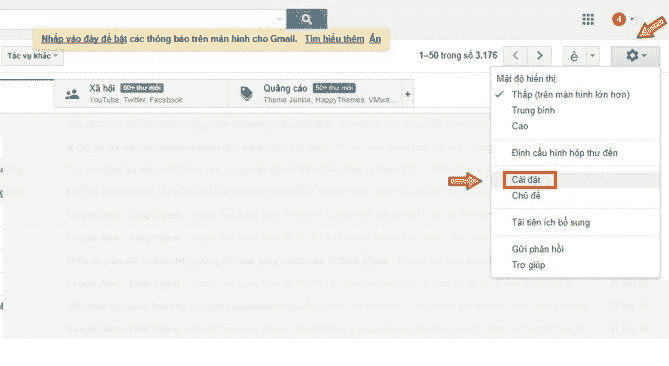 Nhấp vào đây để bật các thông báo trên màn hình cho Gmail. Tìm hiểu thêm Ẩn
4
Tác vụ khác
1–50 trong số 3.176
ê
Xã hội 50+ thư mới
YouTube, Twitter, Facebook
Quảng cáo 50+ thư mới
Theme Junkie, HappyThemes, VMwa...
+
Mật độ hiển thị:
Thấp (trên màn hình lớn hơn)
Trung bình
Cao
Định cấu hình hộp thư đến
Cài đặt
Chủ đề
Tải tiện ích bổ sung
Gửi phản hồi
Trợ giúp